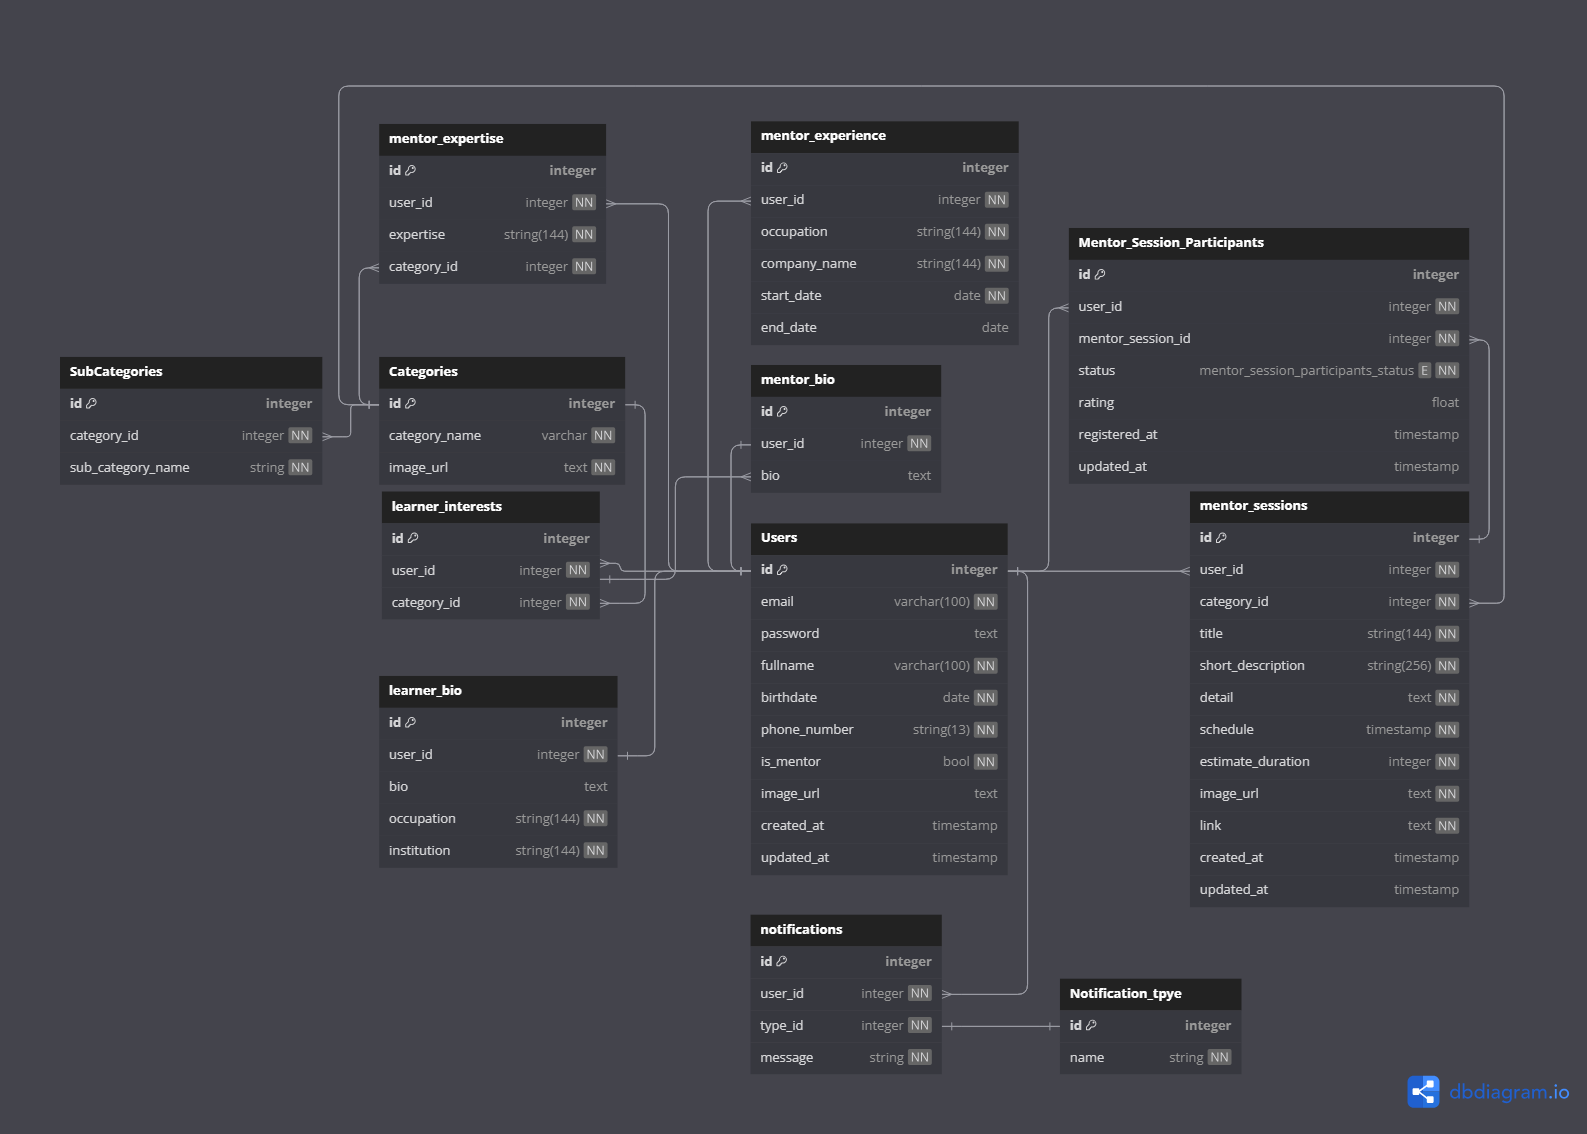 mentor_expertise
id integer
user_id integer NN
expertise string(144) NN
category_id integer NN
mentor_experience
id integer
user_id integer NN
occupation string(144) NN
company_name string(144) NN
start_date date NN
end_date date
Mentor_Session_Participants
id integer
user_id integer NN
mentor_session_id integer NN
status mentor_session_participants_status E NN
rating float
registered_at timestamp
updated_at timestamp
SubCategories
id integer
category_id integer NN
sub_category_name string NN
Categories
id integer
category_name varchar NN
image_url text NN
mentor_bio
id integer
user_id integer NN
bio text
learner_interests
id integer
user_id integer NN
category_id integer NN
Users
id integer
email varchar(100) NN
password text
fullname varchar(100) NN
birthdate date NN
phone_number string(13) NN
is_mentor bool NN
image_url text
created_at timestamp
updated_at timestamp
mentor_sessions
id integer
user_id integer NN
category_id integer NN
title string(144) NN
short_description string(256) NN
detail text NN
schedule timestamp NN
estimate_duration integer NN
image_url text NN
link text NN
created_at timestamp
updated_at timestamp
learner_bio
id integer
user_id integer NN
bio text
occupation string(144) NN
institution string(144) NN
notifications
id integer
user_id integer NN
type_id integer NN
message string NN
Notification_tpye
id integer
name string NN
dbdiagram.io